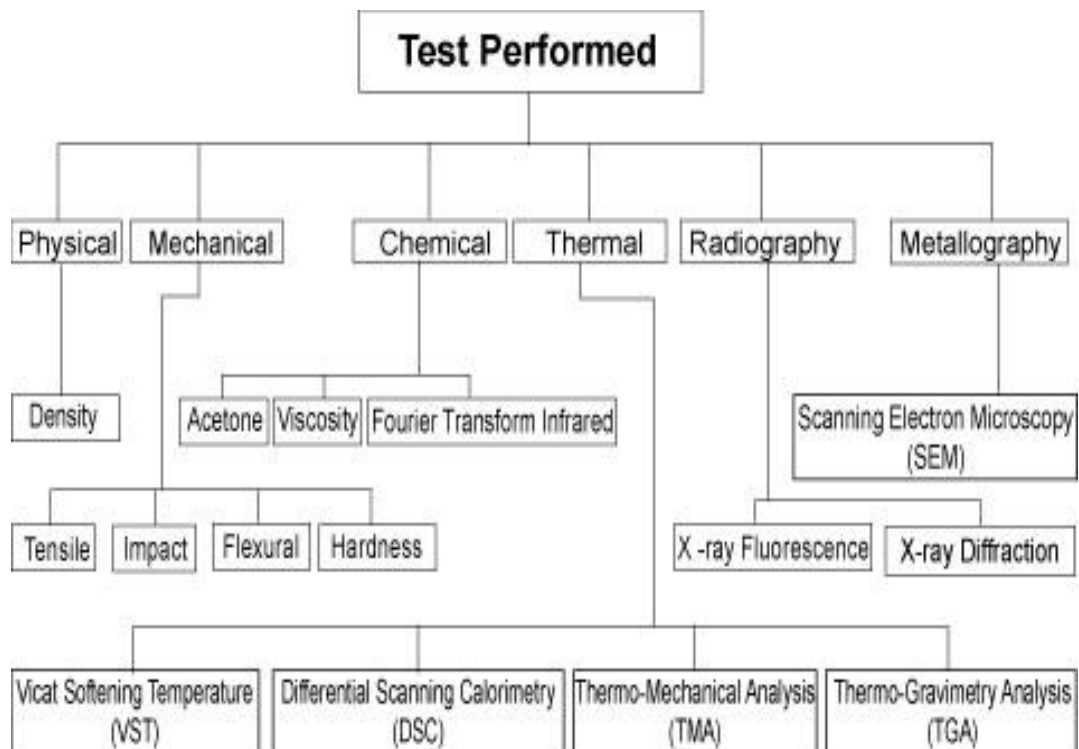 Test Performed
Physical
Mechanical
Chemical
Thermal
Radiography
Metallography
Density
Acetone
Viscosity
Fourier Transform Infrared
Scanning Electron Microscopy
(SEM)
Tensile
Impact
Flexural
Hardness
X -ray Fluorescence
X-ray Diffraction
Vicat Softening Temperature
(VST)
Differential Scanning Calorimetry
(DSC)
Thermo-Mechanical Analysis
(TMA)
Thermo-Gravimetry Analysis
(TGA)